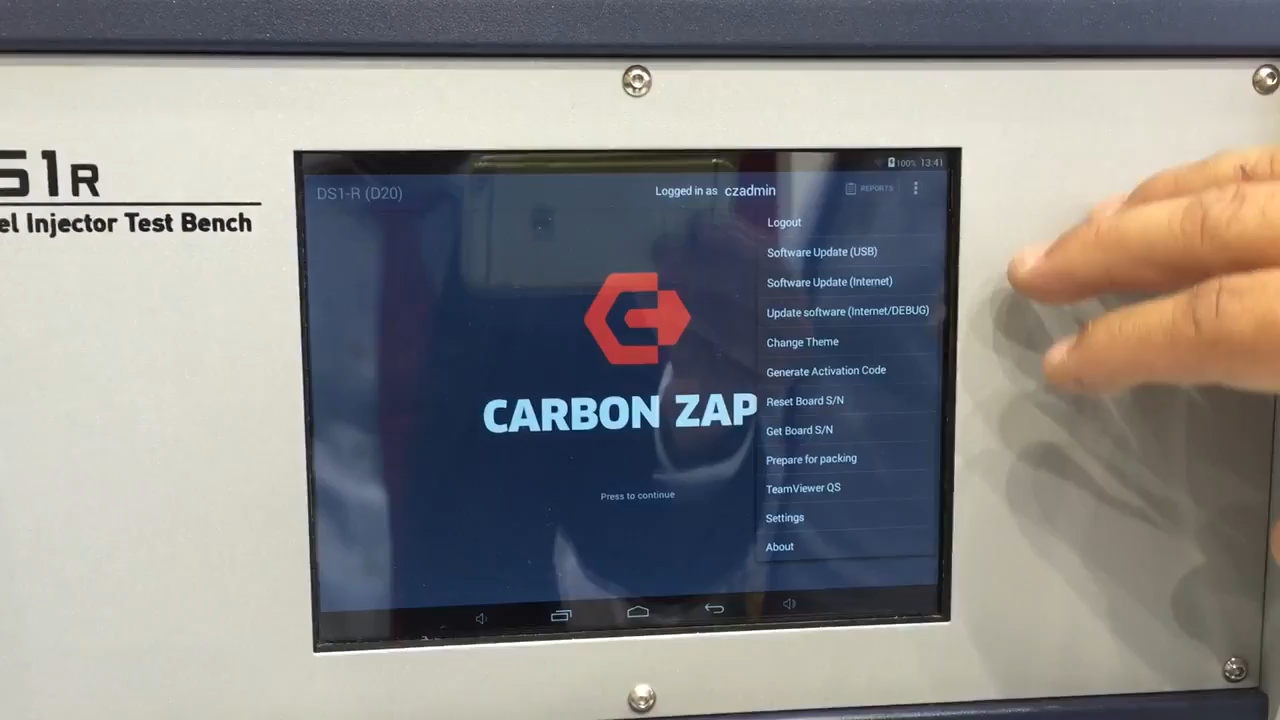 S1R
el Injector Test Bench
100% 13:41
DS1-R (D20)
Logged in as czadmin
REPORTS
Logout
Software Update (USB)
Software Update (Internet)
Update software (Internet/DEBUG)
Change Theme
Generate Activation Code
Reset Board S/N
Get Board S/N
Prepare for packing
TeamViewer QS
Settings
About
CARBON ZAP
Press to continue